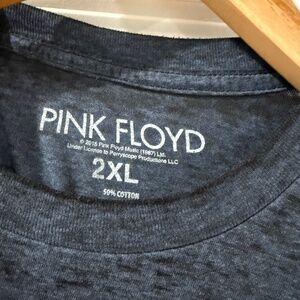 PINK FLOYD
© 2015 Pink Floyd Music (1987) Ltd.
Under License to Perryscope Productions LLC
2XL
50% COTTON